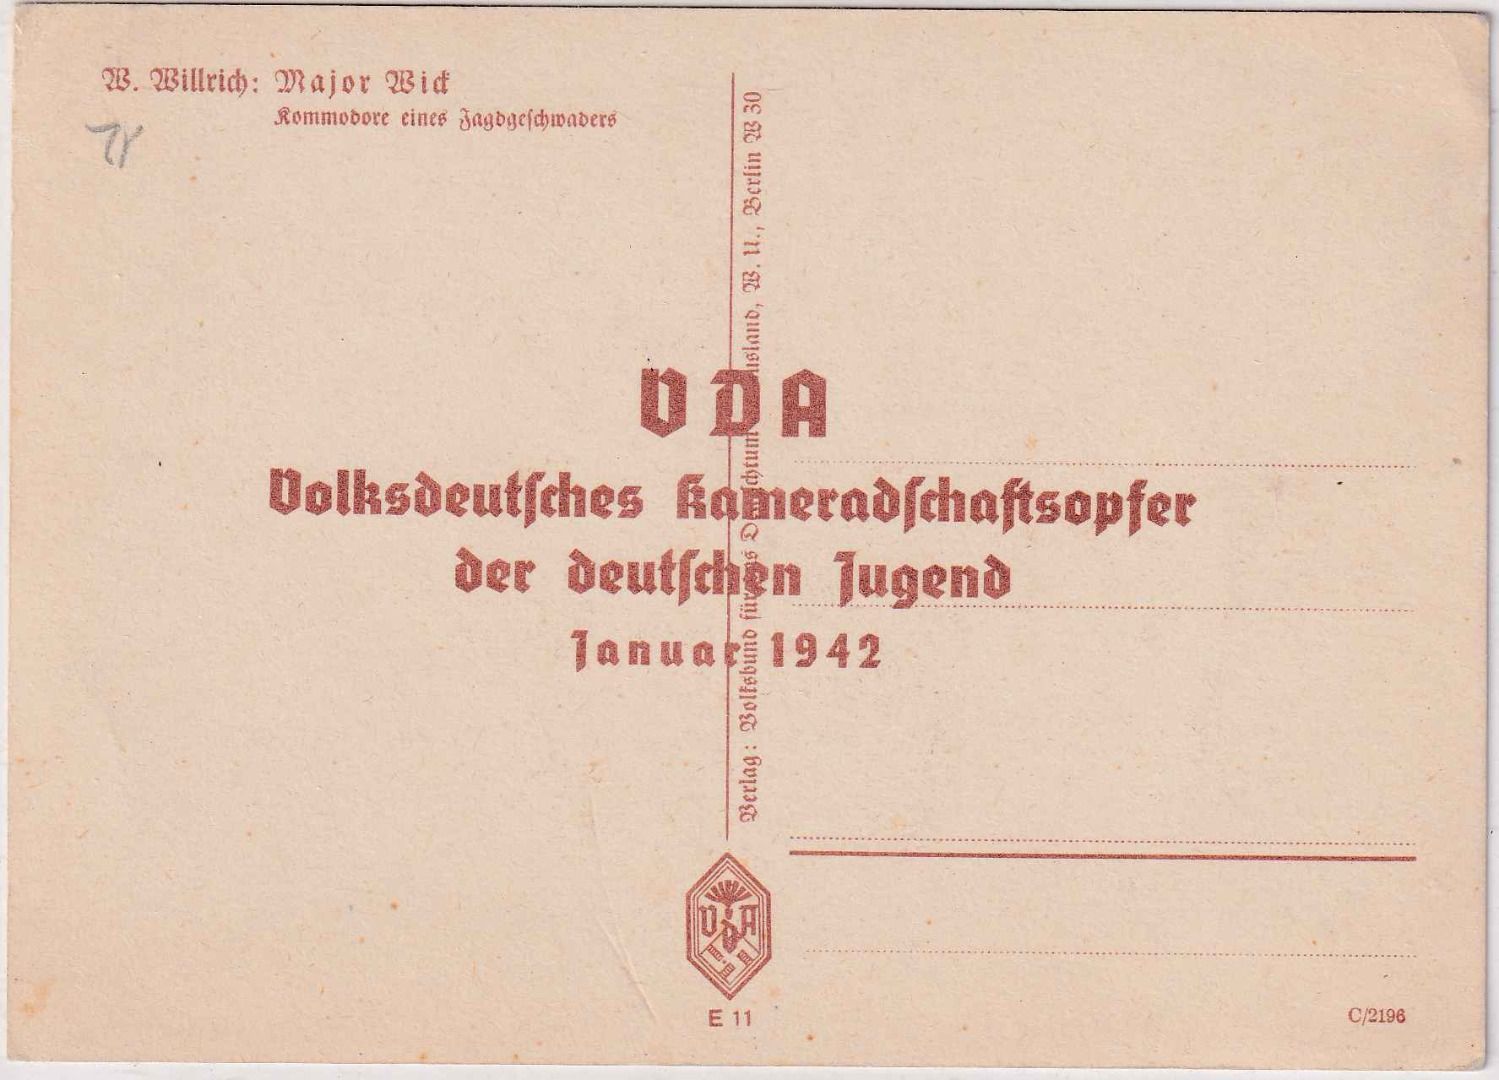 W. Willrich: Major Wick
Kommodore eines Jagdgeschwaders
VDA
Volksdeutsches Kameradschaftsopfer
der deutschen Jugend
Januar 1942
Verlag: Volksbund für das Deutschtum im Ausland, W. U., Berlin W 30
VDA
E 11
C/2196